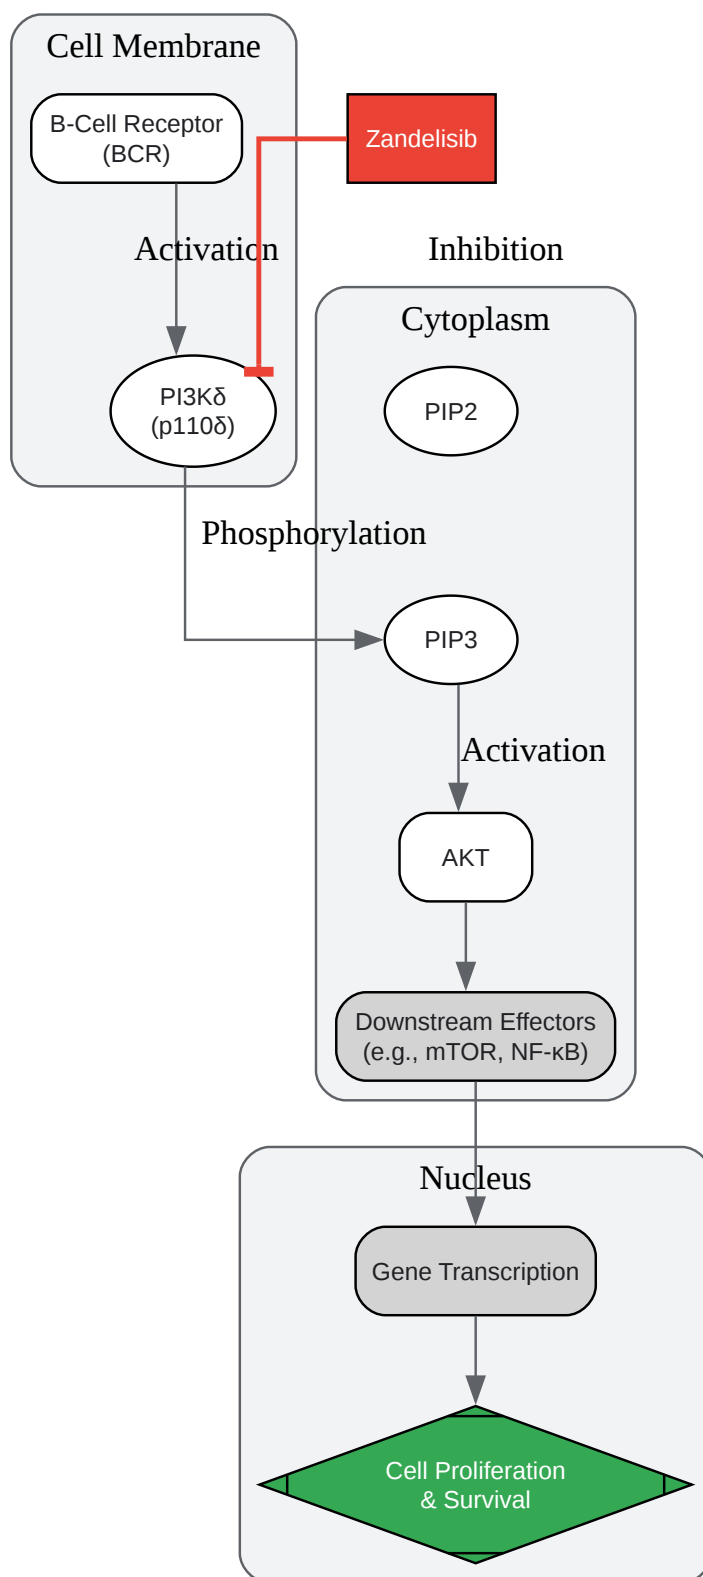 Cell Membrane
B-Cell Receptor
(BCR)
Zandelisib
Activation
Inhibition
Cytoplasm
PI3Kδ
(p110δ)
PIP2
Phosphorylation
PIP3
Activation
AKT
Downstream Effectors
(e.g., mTOR, NF-κB)
Nucleus
Gene Transcription
Cell Proliferation
& Survival